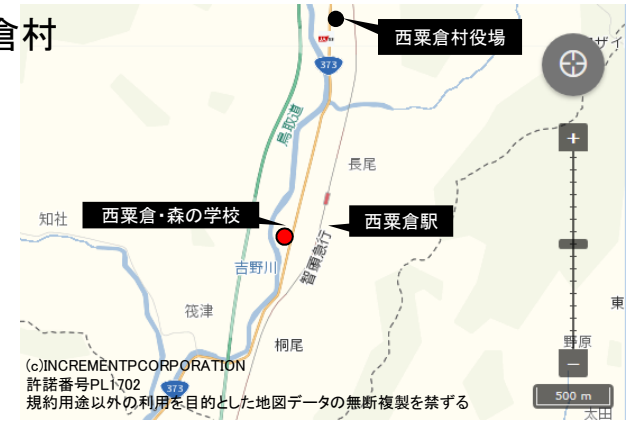 倉村
西粟倉村役場
JA
373
鳥取道
長尾
知社
西粟倉・森の学校
西粟倉駅
智頭急行
吉野川
筏津
東
桐尾
野原
(c)INCREMENTPCORPORATION
許諾番号PL1702
373
規約用途以外の利用を目的とした地図データの無断複製を禁ずる
500 m
太田